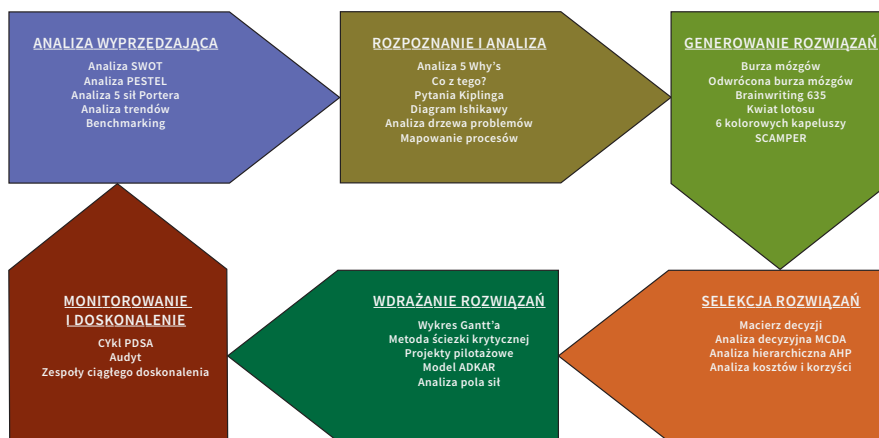 ANALIZA WYPRZEDZAJĄCA
Analiza SWOT
Analiza PESTEL
Analiza 5 sił Portera
Analiza trendów
Benchmarking
ROZPOZNANIE I ANALIZA
Analiza 5 Why's
Co z tego?
Pytania Kiplinga
Diagram Ishikawy
Analiza drzewa problemów
Mapowanie procesów
GENEROWANIE ROZWIĄZAŃ
Burza mózgów
Odwrócona burza mózgów
Brainwriting 635
Kwiat lotosu
6 kolorowych kapeluszy
SCAMPER
SELEKCJA ROZWIĄZAŃ
Macierz decyzji
Analiza decyzyjna MCDA
Analiza hierarchiczna AHP
Analiza kosztów i korzyści
WDRAŻANIE ROZWIĄZAŃ
Wykres Gantt'a
Metoda ściezki krytycznej
Projekty pilotażowe
Model ADKAR
Analiza pola sił
MONITOROWANIE
I DOSKONALENIE
CYkl PDSA
Audyt
Zespoły ciągłego doskonalenia